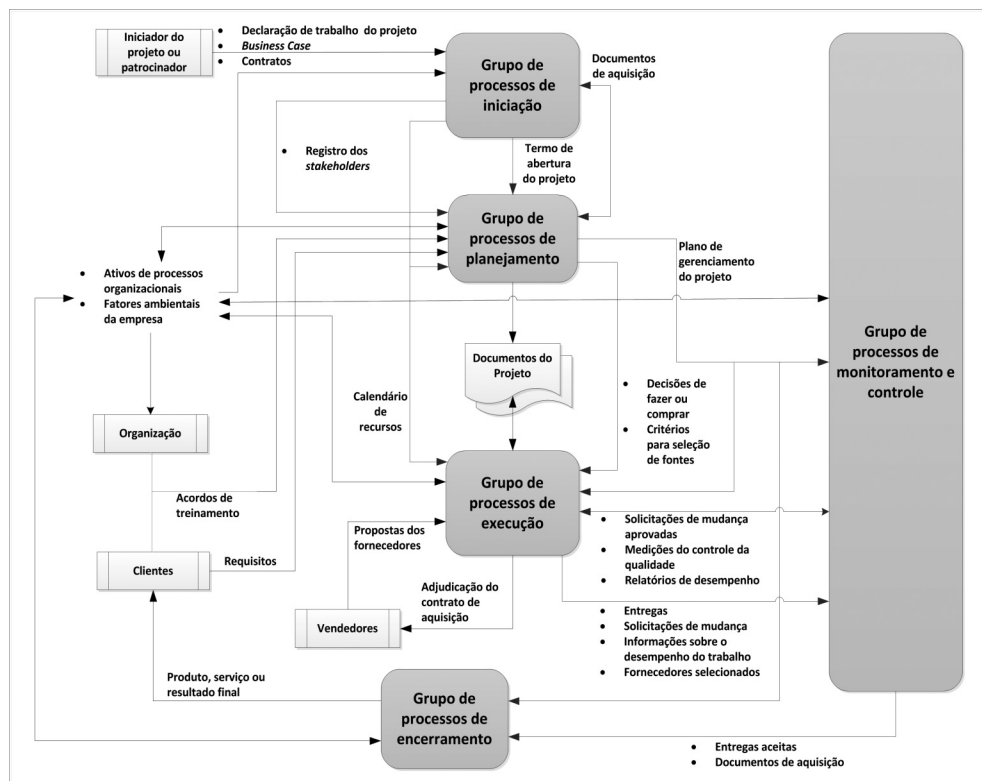 Iniciador do
projeto ou
patrocinador
• Declaração de trabalho do projeto
• Business Case
• Contratos
Grupo de
processos de
iniciação
Documentos
de aquisição
• Registro dos
stakeholders
Termo de
abertura
do projeto
Grupo de
processos de
planejamento
Plano de
gerenciamento
do projeto
• Ativos de processos
organizacionais
• Fatores ambientais
da empresa
Grupo de
processos de
monitoramento e
controle
Documentos do
Projeto
Calendário
de
recursos
• Decisões de
fazer ou
comprar
• Critérios
para seleção
de fontes
Organização
Acordos de
treinamento
Grupo de
processos de
execução
Propostas dos
fornecedores
• Solicitações de mudança
aprovadas
• Medições do controle da
qualidade
• Relatórios de desempenho
Clientes
Requisitos
Adjudicação do
contrato de
aquisição
Vendedores
• Entregas
• Solicitações de mudança
• Informações sobre o
desempenho do trabalho
• Fornecedores selecionados
Produto, serviço ou
resultado final
Grupo de
processos de
encerramento
• Entregas aceitas
• Documentos de aquisição